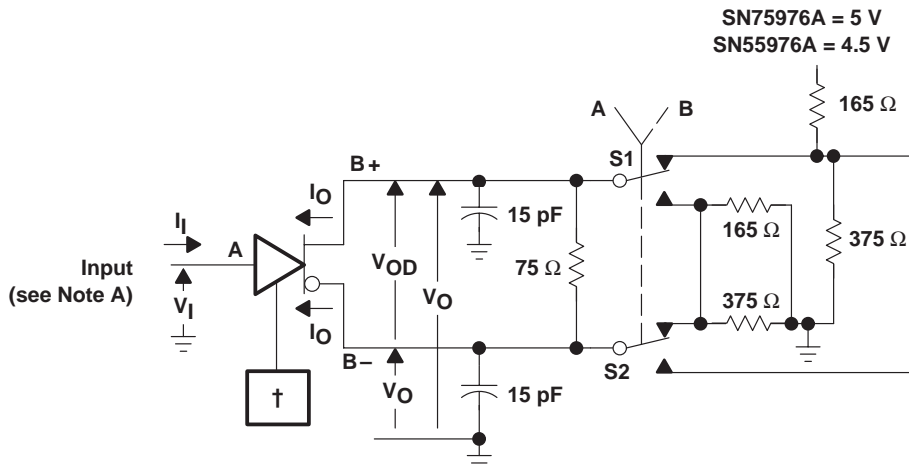 SN75976A = 5 V
SN55976A = 4.5 V
165 Ω
A
B
S1
B+
IO
15 pF
II
A
VOD
VO
75 Ω
165 Ω
375 Ω
Input
(see Note A)
VI
IO
375 Ω
B–
VO
S2
†
15 pF